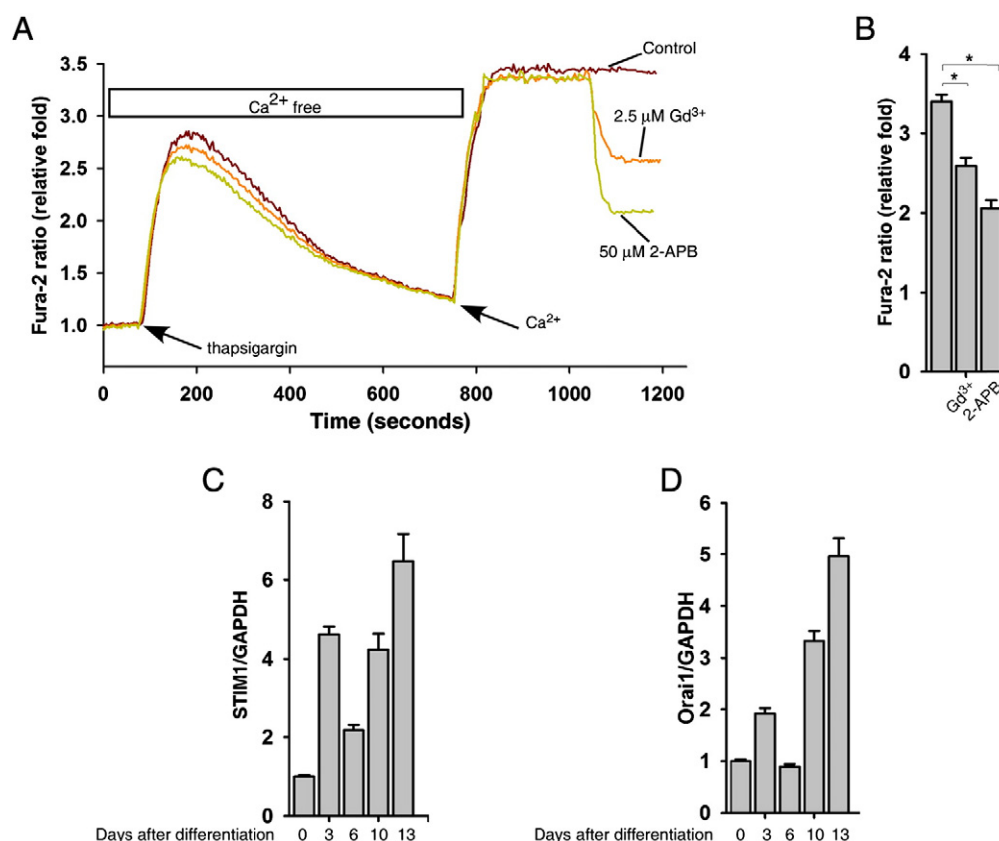 A
Fura-2 ratio (relative fold)
3.5
3.0
2.5
2.0
1.5
1.0
Ca2+ free
Control
2.5 μM Gd3+
50 μM 2-APB
Ca2+
thapsigargin
0 200 400 600 800 1000 1200
Time (seconds)
B
Fura-2 ratio (relative fold)
4
3
2
1
0
*
*
Gd3+
2-APB
C
STIM1/GAPDH
8
6
4
2
0
Days after differentiation 0 3 6 10 13
D
Orai1/GAPDH
6
5
4
3
2
1
0
Days after differentiation 0 3 6 10 13